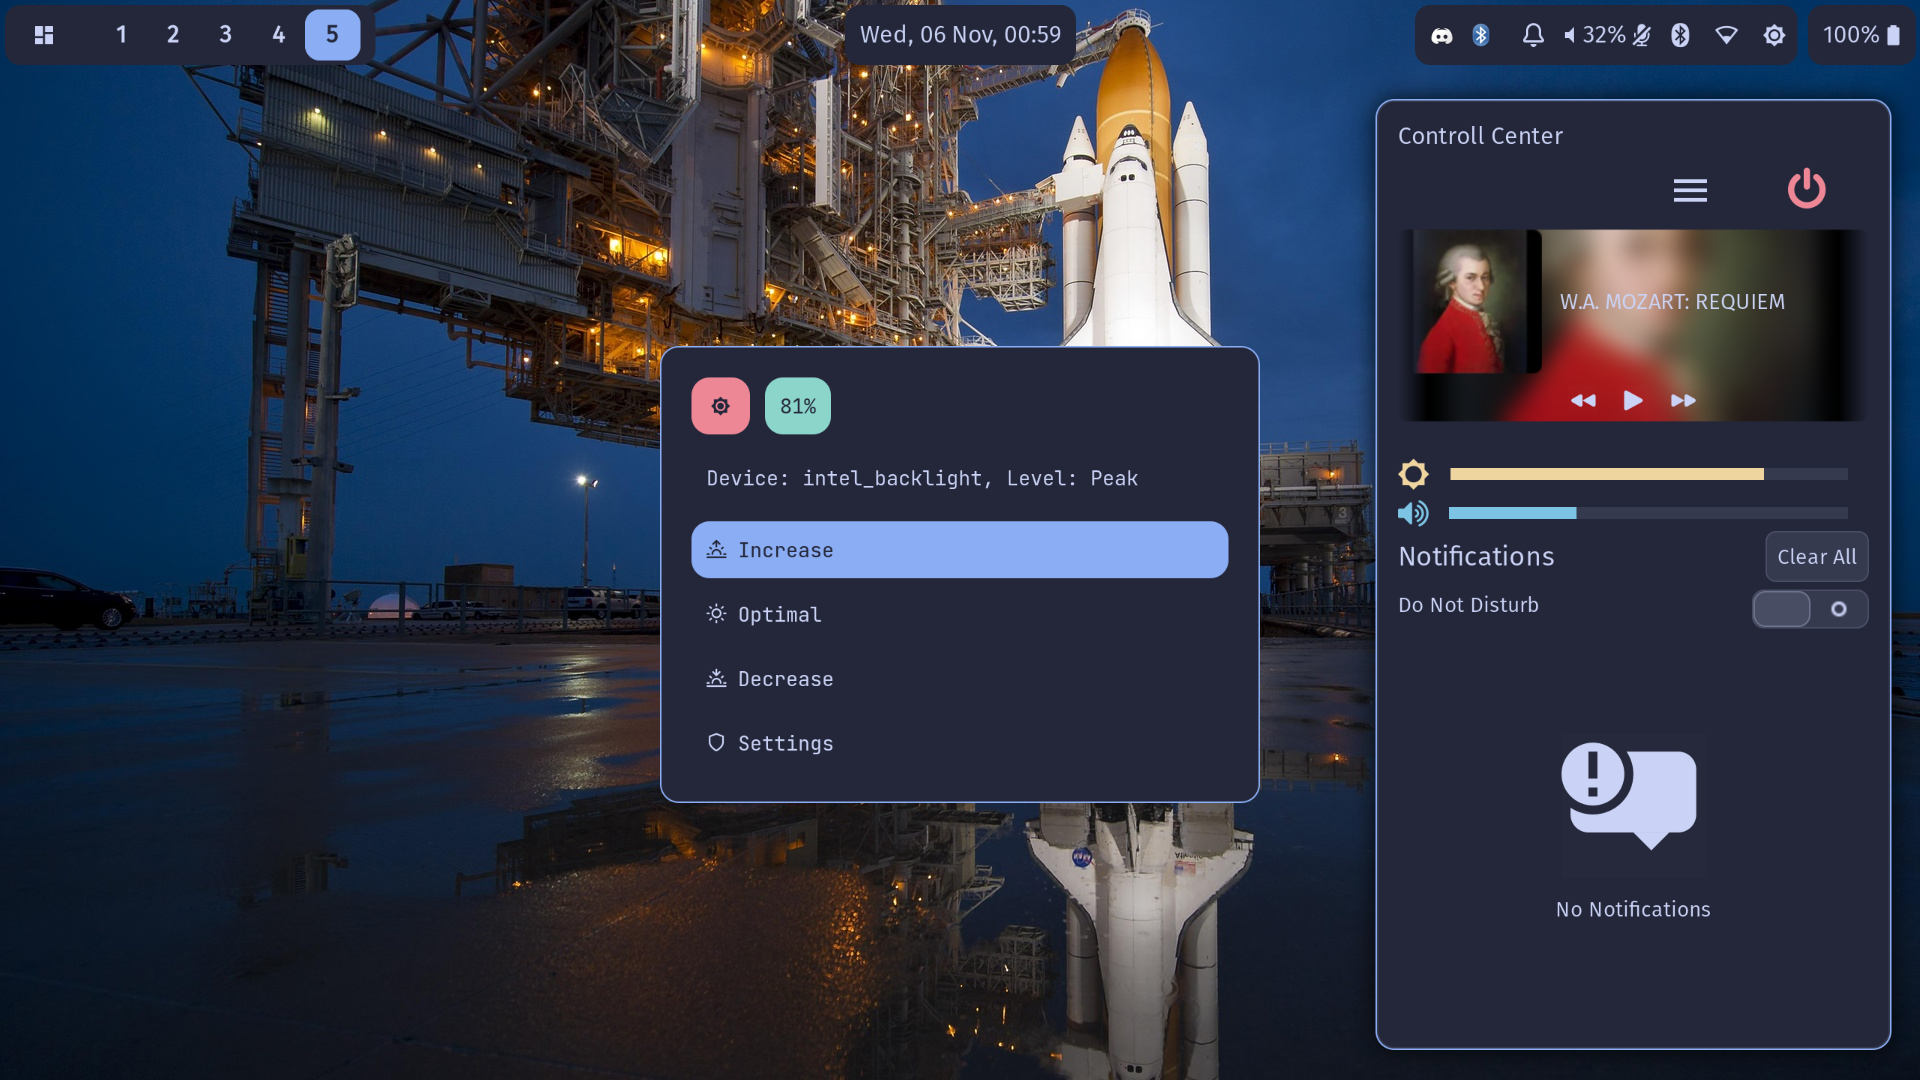 1 2 3 4 5
Wed, 06 Nov, 00:59
32%
100%
Controll Center
W.A. MOZART: REQUIEM
81%
Device: intel_backlight, Level: Peak
Increase
Optimal
Decrease
Settings
Notifications
Clear All
Do Not Disturb
No Notifications